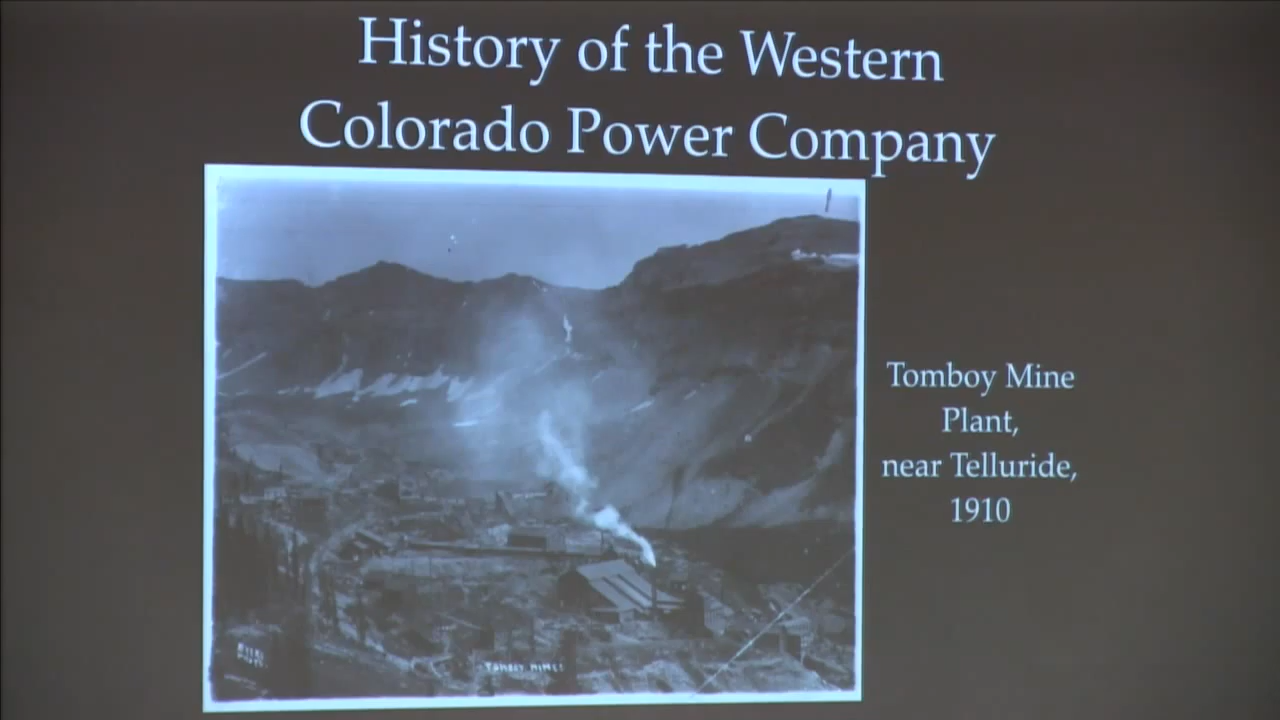 History of the Western
Colorado Power Company
Tomboy Mine
Plant,
near Telluride,
1910
TOMBOY MINES